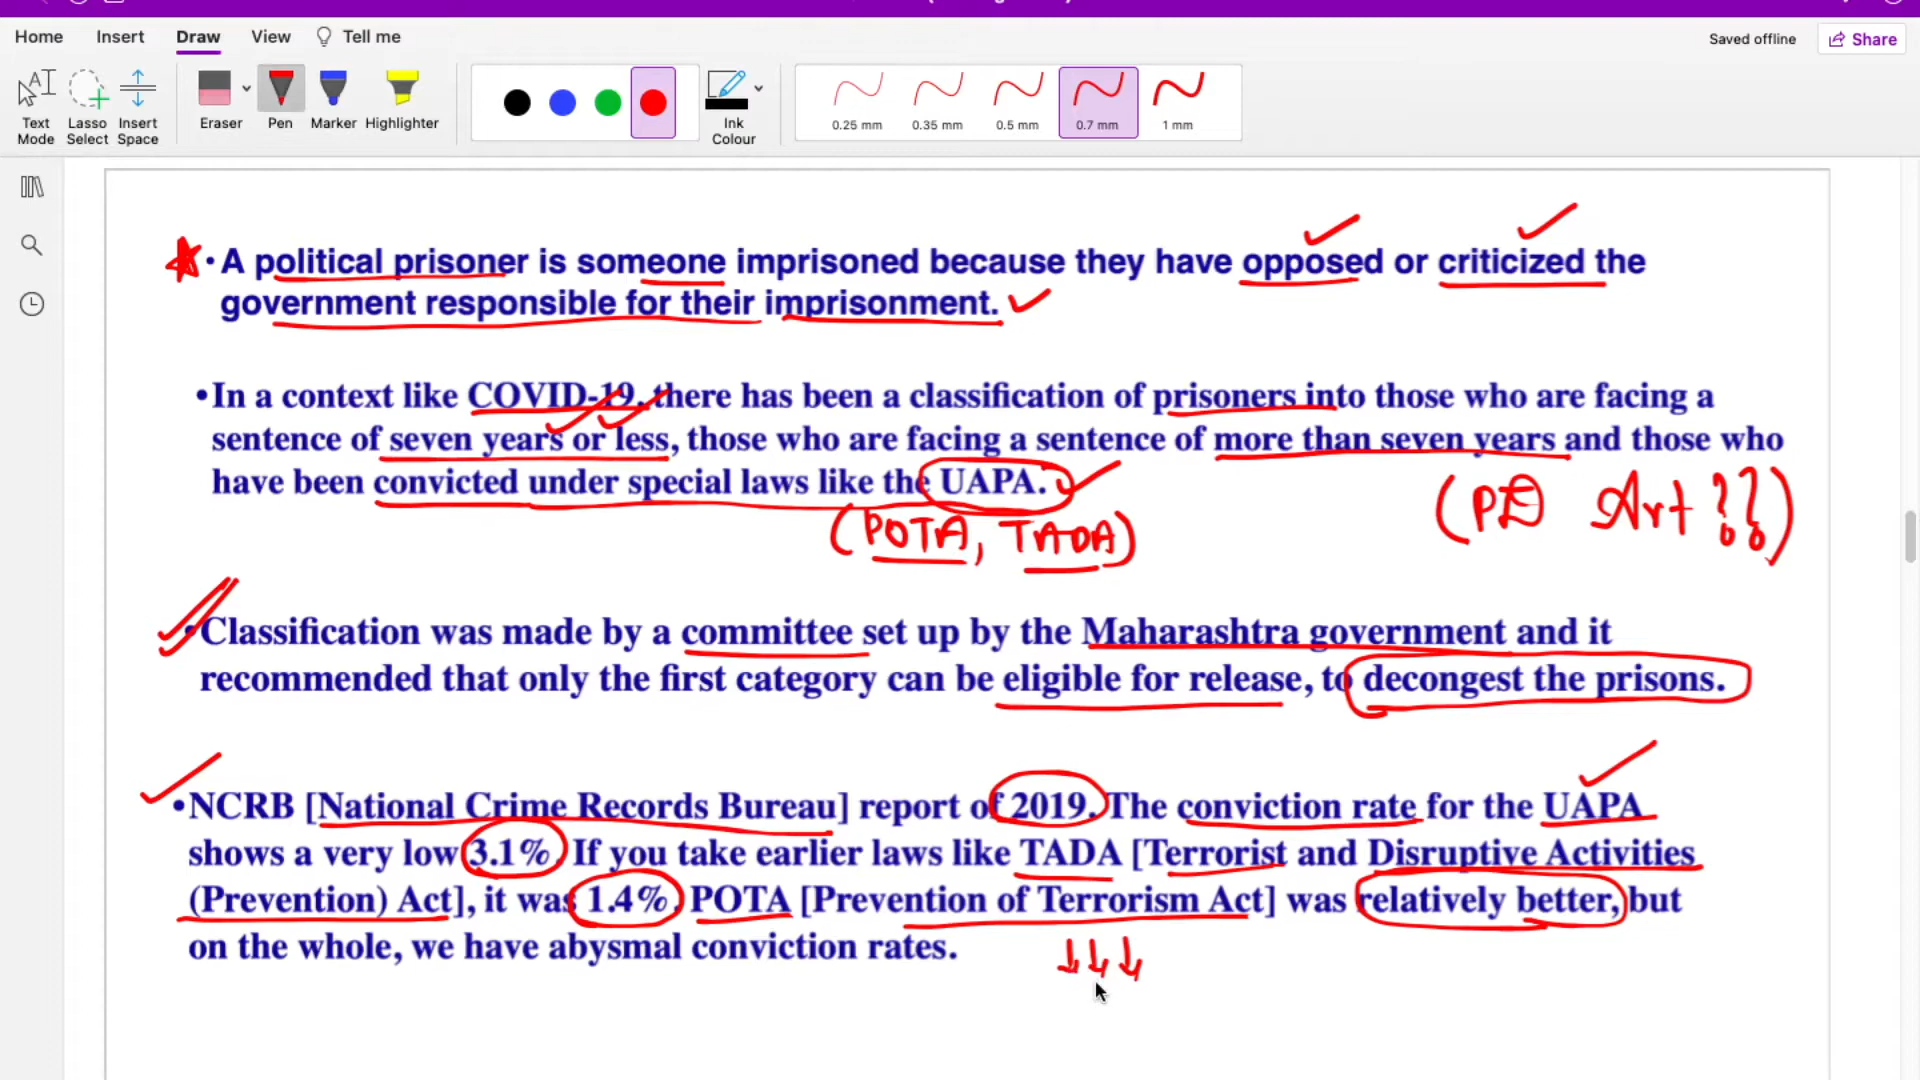 Home Insert Draw View Tell me
Saved offline Share
Text Mode Lasso Select Insert Space Eraser Pen Marker Highlighter Ink Colour 0.25 mm 0.35 mm 0.5 mm 0.7 mm 1 mm
• A political prisoner is someone imprisoned because they have opposed or criticized the
government responsible for their imprisonment.
•In a context like COVID-19, there has been a classification of prisoners into those who are facing a
sentence of seven years or less, those who are facing a sentence of more than seven years and those who
have been convicted under special laws like the UAPA.
(POTA, TADA)
(PD Art ??)
•Classification was made by a committee set up by the Maharashtra government and it
recommended that only the first category can be eligible for release, to decongest the prisons.
•NCRB [National Crime Records Bureau] report of 2019. The conviction rate for the UAPA
shows a very low 3.1%. If you take earlier laws like TADA [Terrorist and Disruptive Activities
(Prevention) Act], it was 1.4%. POTA [Prevention of Terrorism Act] was relatively better, but
on the whole, we have abysmal conviction rates.